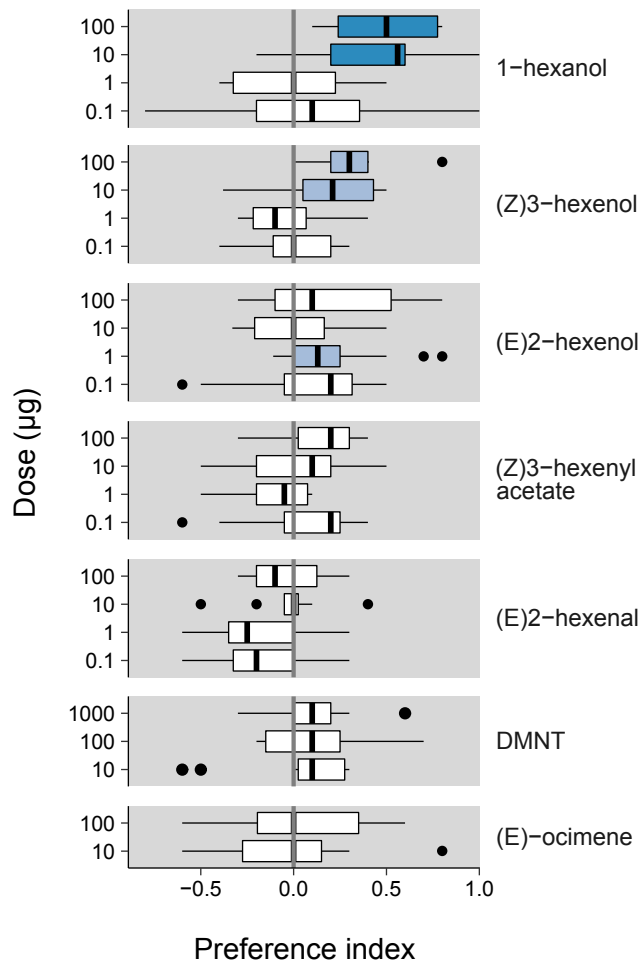 100
10
1
0.1
1−hexanol
100
10
1
0.1
(Z)3−hexenol
100
10
1
0.1
(E)2−hexenol
100
10
1
0.1
(Z)3−hexenyl
acetate
100
10
1
0.1
(E)2−hexenal
1000
100
10
DMNT
100
10
(E)−ocimene
Dose (µg)
−0.5 0.0 0.5 1.0
Preference index